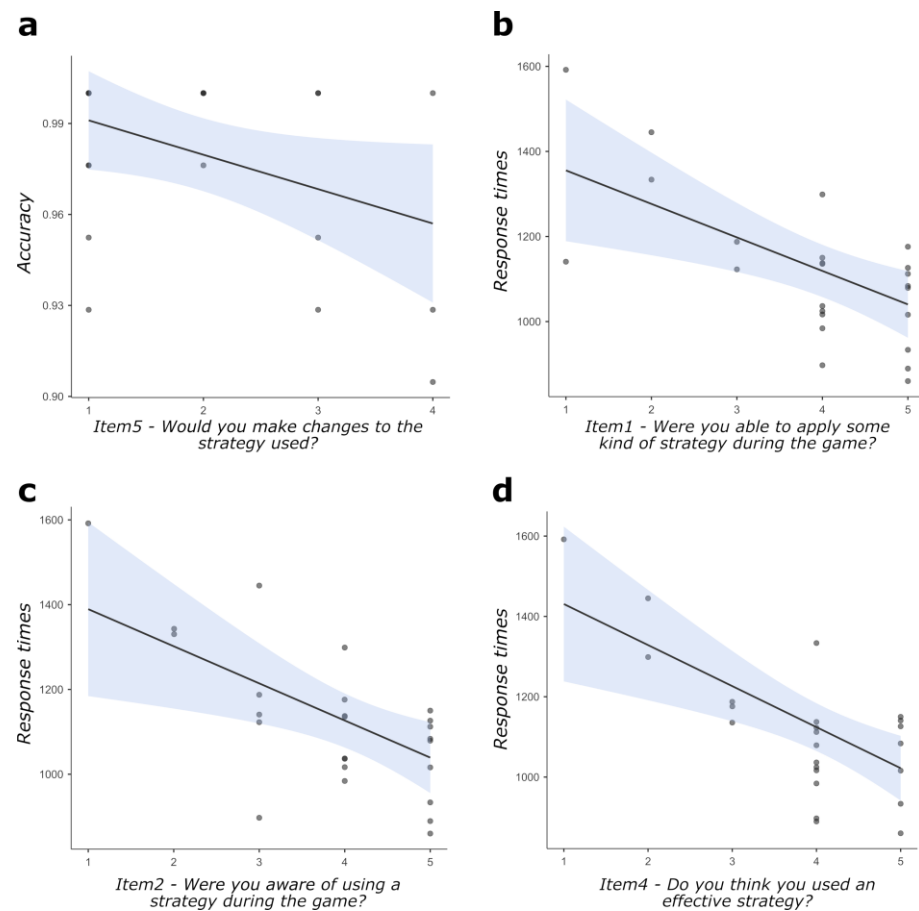 a
b
0.99
0.96
0.93
0.90
Accuracy
1 2 3 4
Item5 - Would you make changes to the
strategy used?
1600
1400
1200
1000
Response times
1 2 3 4 5
Item1 - Were you able to apply some
kind of strategy during the game?
c
d
1600
1400
1200
1000
Response times
1 2 3 4 5
Item2 - Were you aware of using a
strategy during the game?
1600
1400
1200
1000
Response times
1 2 3 4 5
Item4 - Do you think you used an
effective strategy?